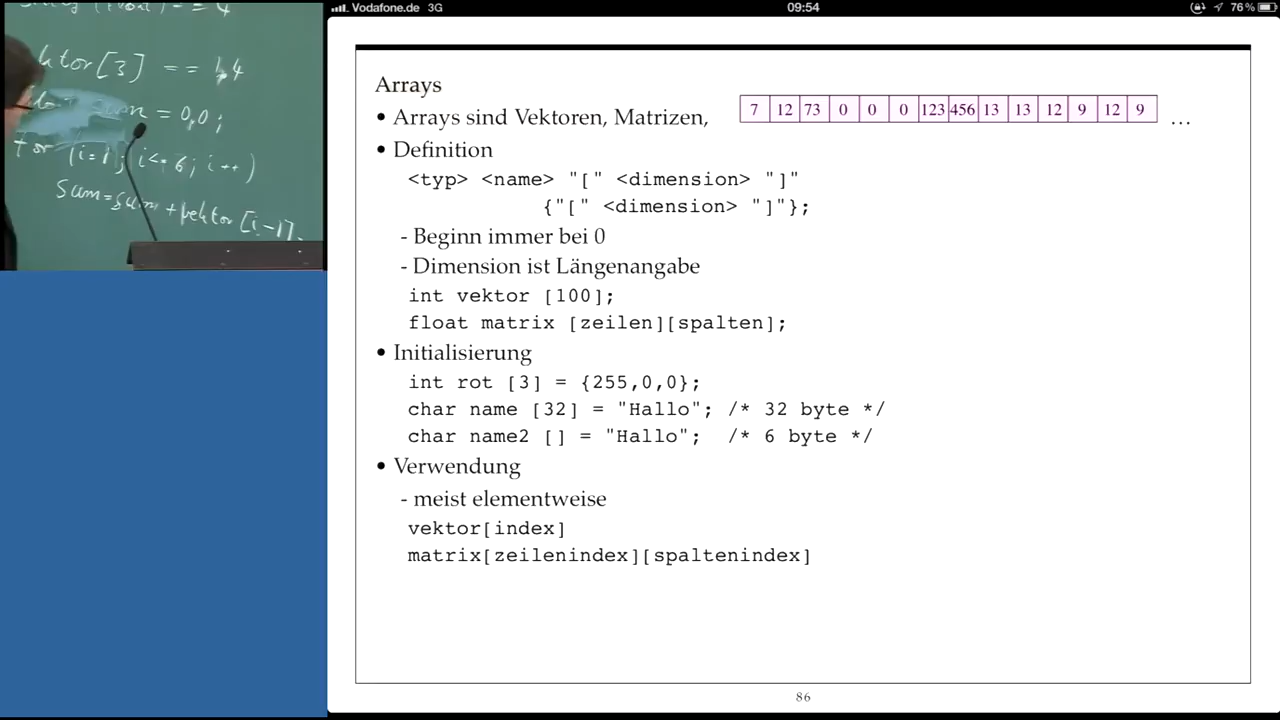 Vodafone.de 3G 09:54 76 %
== 4
ktor[3] == 1,4
= 0,0;
for (i=1; i<=6; i++)
sum=sum+vektor[i-1];
Arrays
• Arrays sind Vektoren, Matrizen,
7 12 73 0 0 0 123 456 13 13 12 9 12 9 ...
• Definition
<typ> <name> "[" <dimension> "]"
{"[" <dimension> "]"};
- Beginn immer bei 0
- Dimension ist Längenangabe
int vektor [100];
float matrix [zeilen][spalten];
• Initialisierung
int rot [3] = {255,0,0};
char name [32] = "Hallo"; /* 32 byte */
char name2 [] = "Hallo"; /* 6 byte */
• Verwendung
- meist elementweise
vektor[index]
matrix[zeilenindex][spaltenindex]
86